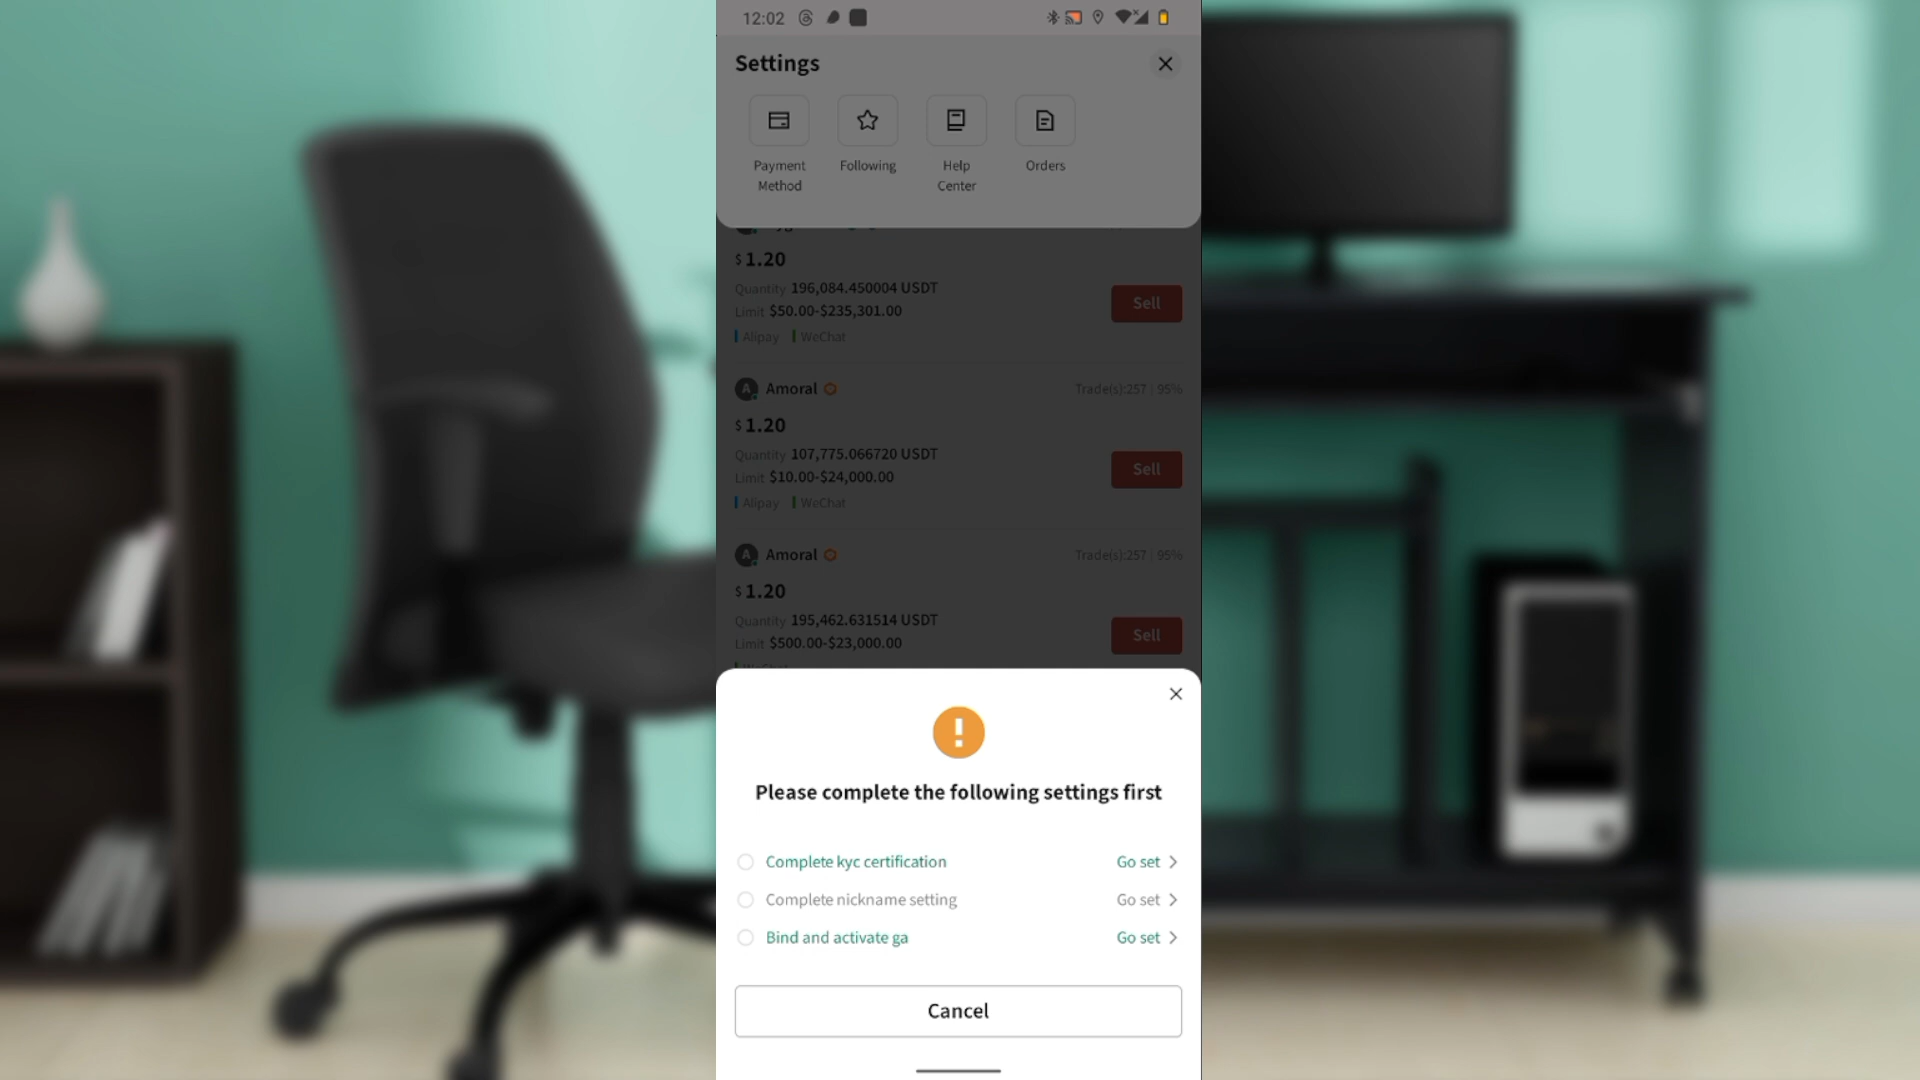 12:02
Settings
Payment
Method
Following
Help
Center
Orders
$ 1.20
Quantity 196,084.450004 USDT
Limit $50.00-$235,301.00
Sell
Alipay WeChat
A Amoral Trade(s):257 | 95%
$ 1.20
Quantity 107,775.066720 USDT
Limit $10.00-$24,000.00
Sell
Alipay WeChat
A Amoral Trade(s):257 | 95%
$ 1.20
Quantity 195,462.631514 USDT
Limit $500.00-$23,000.00
Sell
Please complete the following settings first
Complete kyc certification Go set
Complete nickname setting Go set
Bind and activate ga Go set
Cancel